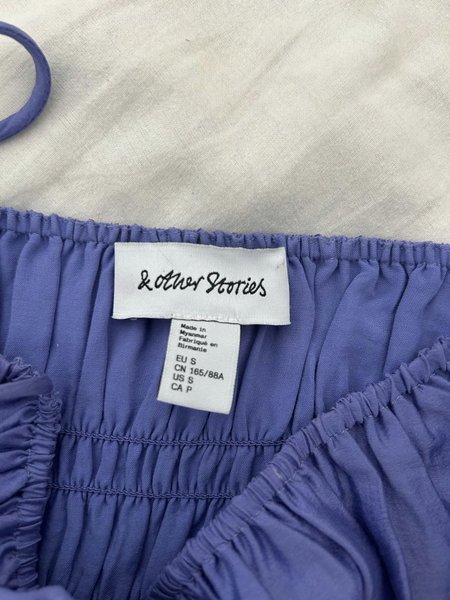 & other Stories
Made in
Myanmar
Fabriqué en
Birmanie
EU S
CN 165/88A
US S
CA P